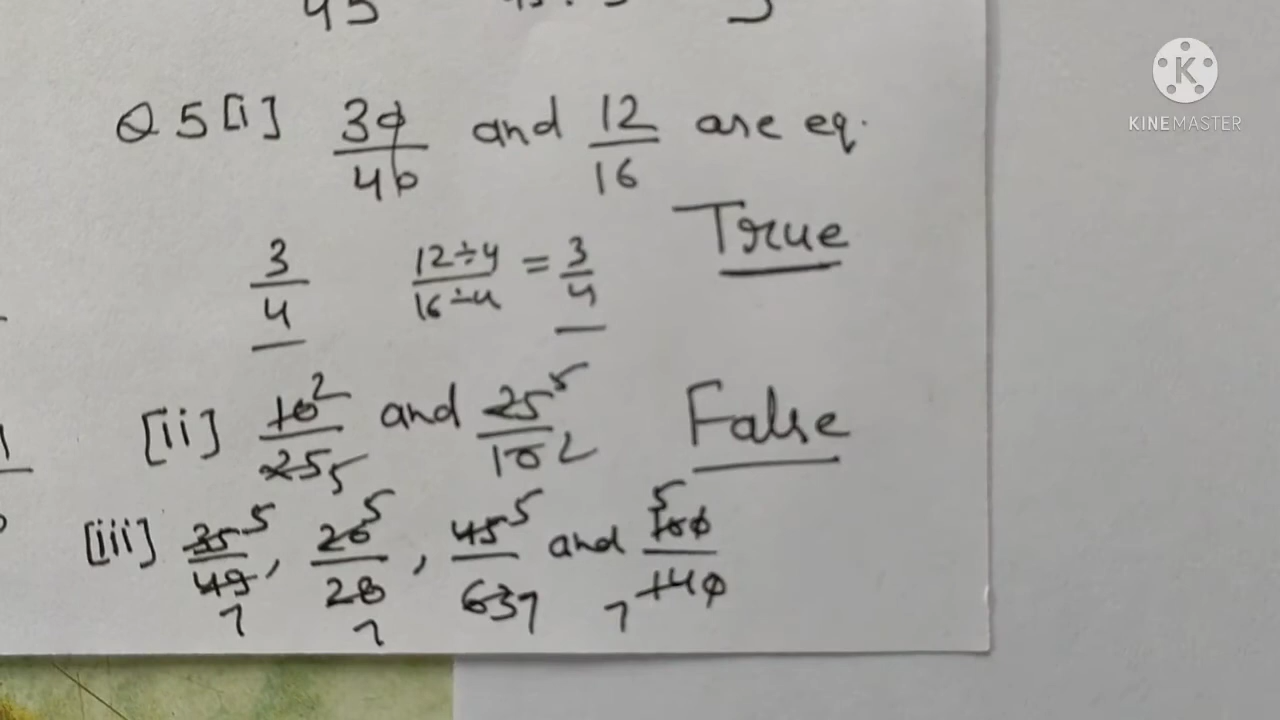 Q5[i] 30/40 and 12/16 are eq.
True
3/4 12÷4/16÷4 = 3/4
[ii] 10/25 2/5 and 25/10 5/2 False
[iii] 35/49 5/7, 20/28 5/7, 45/63 5/7 and 100/140 5/7
KINEMASTER